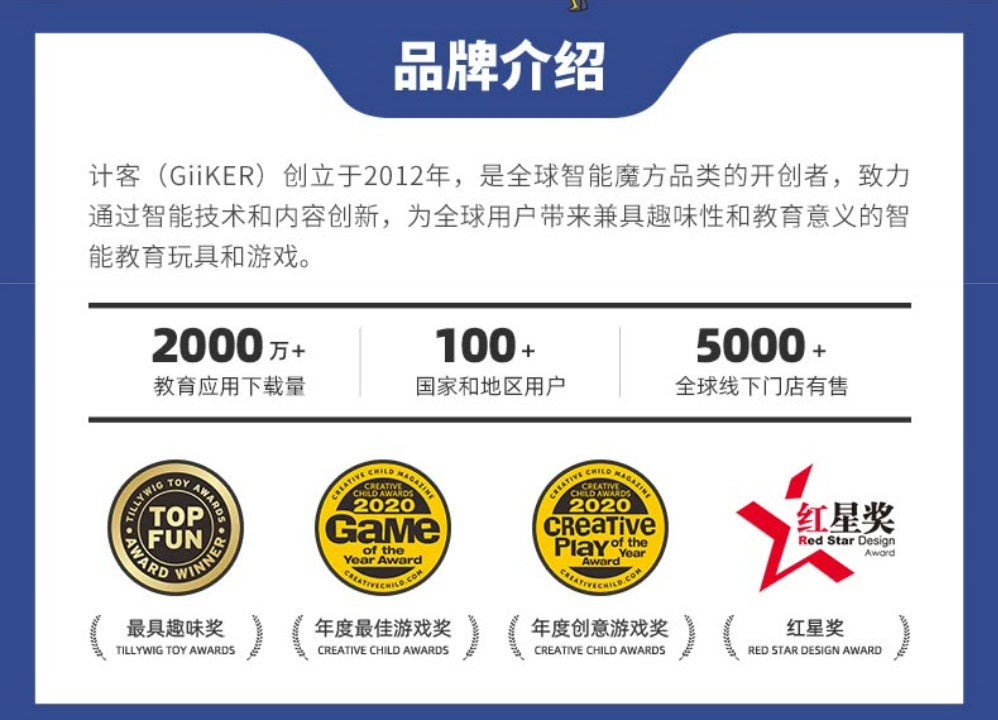 品牌介绍
计客（GiiKER）创立于2012年，是全球智能魔方品类的开创者，致力
通过智能技术和内容创新，为全球用户带来兼具趣味性和教育意义的智
能教育玩具和游戏。
2000万+
教育应用下载量
100+
国家和地区用户
5000+
全球线下门店有售
TILLYWIG TOY AWARDS
TOP
FUN
AWARD WINNER
CREATIVE CHILD MAGAZINE
CREATIVE
CHILD AWARDS
2020
GaMe
of the
Year Award
CREATIVECHILD.COM
CREATIVE CHILD MAGAZINE
CREATIVE
CHILD AWARDS
2020
CReaTive
Play of the
Year
Award
CREATIVECHILD.COM
红星奖
Red Star Design
Award
最具趣味奖
TILLYWIG TOY AWARDS
年度最佳游戏奖
CREATIVE CHILD AWARDS
年度创意游戏奖
CREATIVE CHILD AWARDS
红星奖
RED STAR DESIGN AWARD